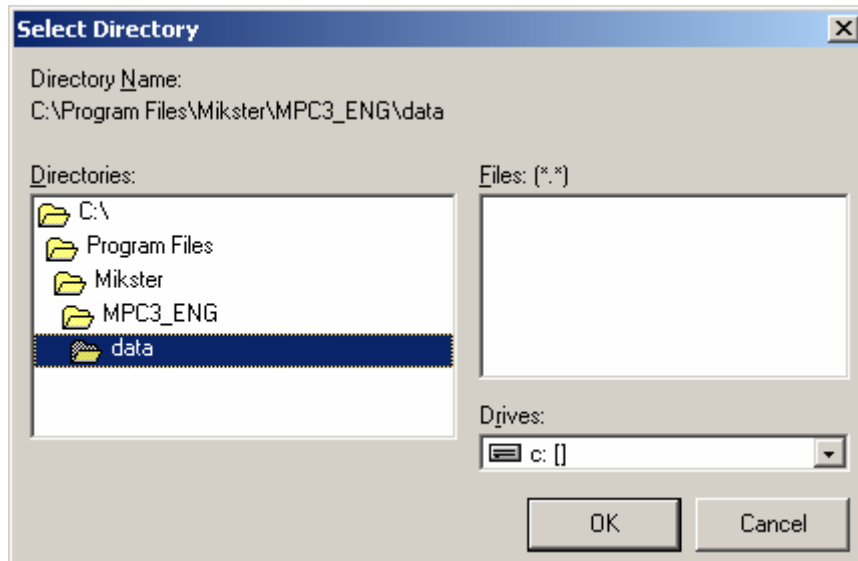 Select Directory
Directory Name:
C:\Program Files\Mikster\MPC3_ENG\data
Directories:
C:\
Program Files
Mikster
MPC3_ENG
data
Files: (*.*)
Drives:
c: []
OK
Cancel